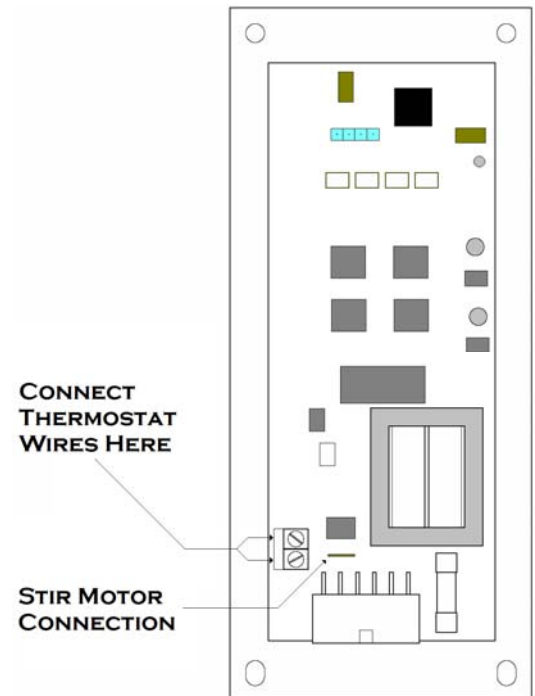 CONNECT
THERMOSTAT
WIRES HERE
STIR MOTOR
CONNECTION